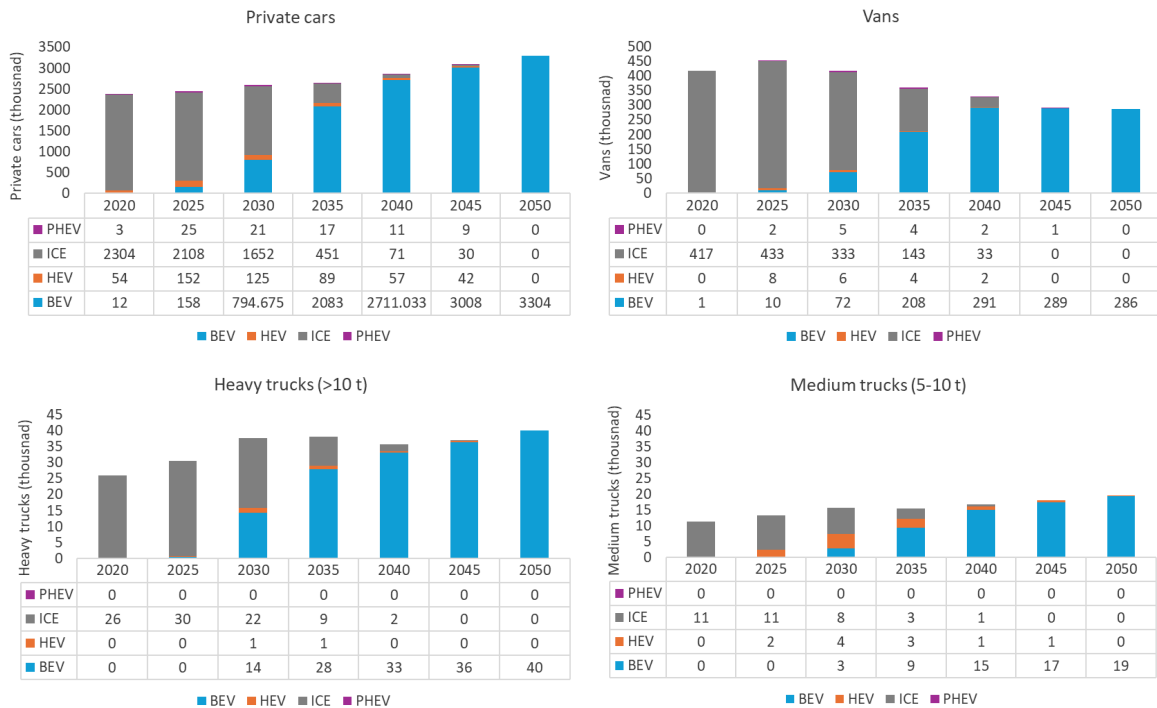 Private cars
Private cars (thousnad)
3500
3000
2500
2000
1500
1000
500
0
2020 2025 2030 2035 2040 2045 2050
PHEV 3 25 21 17 11 9 0
ICE 2304 2108 1652 451 71 30 0
HEV 54 152 125 89 57 42 0
BEV 12 158 794.675 2083 2711.033 3008 3304
BEV HEV ICE PHEV
Vans
Vans (thousnad)
500
450
400
350
300
250
200
150
100
50
0
2020 2025 2030 2035 2040 2045 2050
PHEV 0 2 5 4 2 1 0
ICE 417 433 333 143 33 0 0
HEV 0 8 6 4 2 0 0
BEV 1 10 72 208 291 289 286
BEV HEV ICE PHEV
Heavy trucks (>10 t)
Heavy trucks (thousnad)
45
40
35
30
25
20
15
10
5
0
2020 2025 2030 2035 2040 2045 2050
PHEV 0 0 0 0 0 0 0
ICE 26 30 22 9 2 0 0
HEV 0 0 1 1 0 0 0
BEV 0 0 14 28 33 36 40
BEV HEV ICE PHEV
Medium trucks (5-10 t)
Medium trucks (thousnad)
45
40
35
30
25
20
15
10
5
0
2020 2025 2030 2035 2040 2045 2050
PHEV 0 0 0 0 0 0 0
ICE 11 11 8 3 1 0 0
HEV 0 2 4 3 1 1 0
BEV 0 0 3 9 15 17 19
BEV HEV ICE PHEV